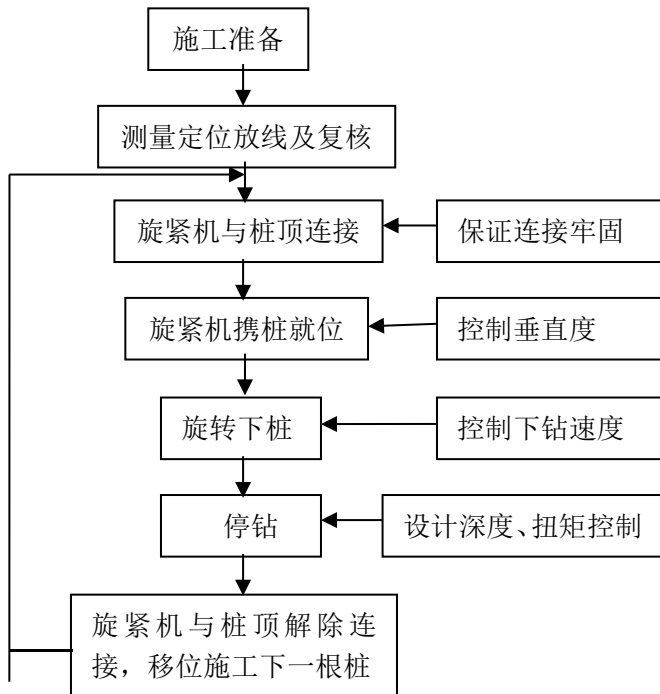 施工准备
测量定位放线及复核
旋紧机与桩顶连接
保证连接牢固
旋紧机携桩就位
控制垂直度
旋转下桩
控制下钻速度
停钻
设计深度、扭矩控制
旋紧机与桩顶解除连
接，移位施工下一根桩